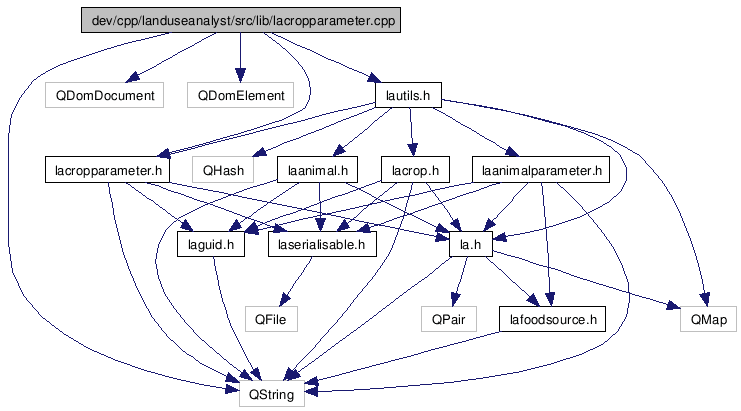 dev/cpp/landuseanalyst/src/lib/lacropparameter.cpp
QDomDocument
QDomElement
lautils.h
lacropparameter.h
QHash
laanimal.h
lacrop.h
laanimalparameter.h
laguid.h
laserialisable.h
la.h
QFile
QPair
lafoodsource.h
QMap
QString